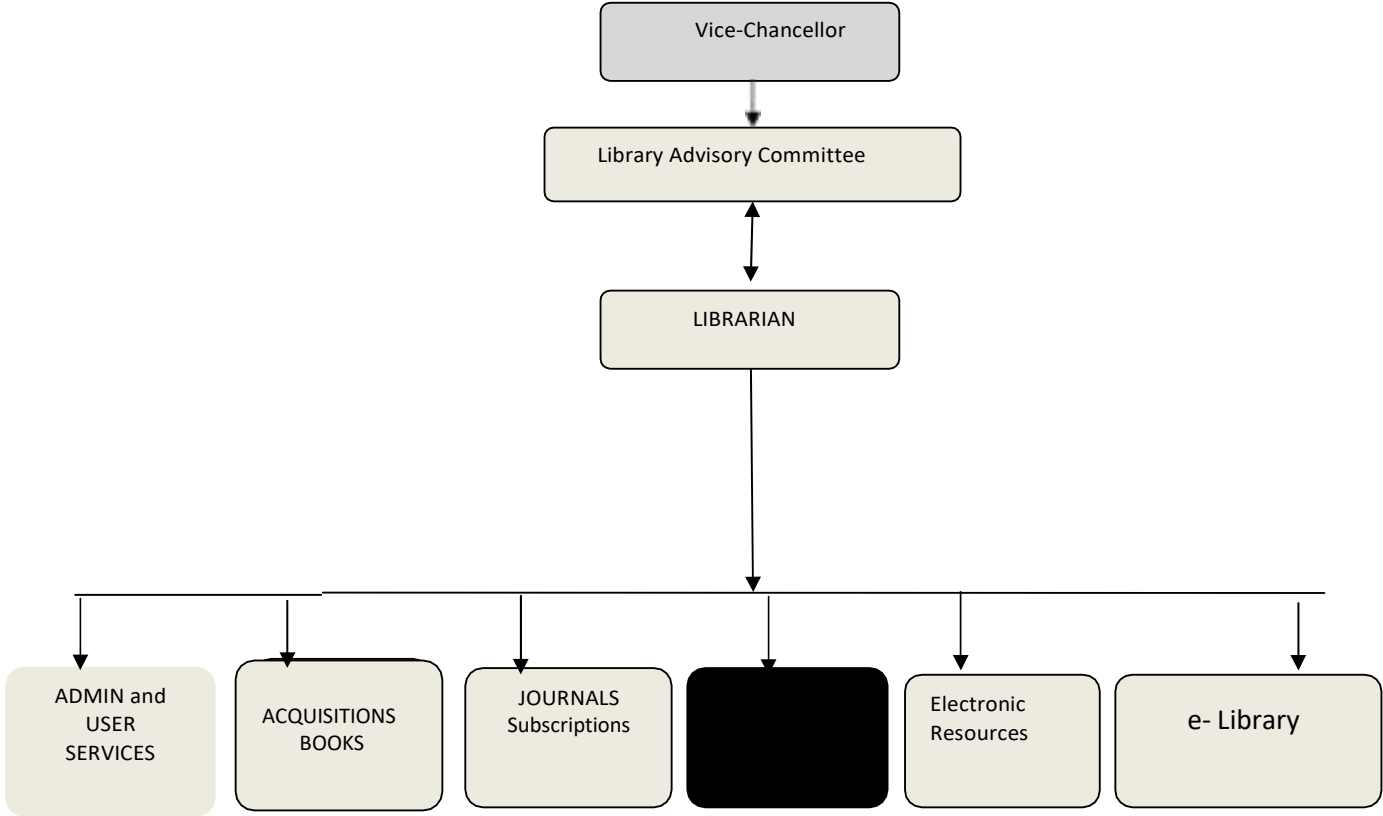 Vice-Chancellor
Library Advisory Committee
LIBRARIAN
ADMIN and
USER
SERVICES
ACQUISITIONS
BOOKS
JOURNALS
Subscriptions
Electronic
Resources
e- Library